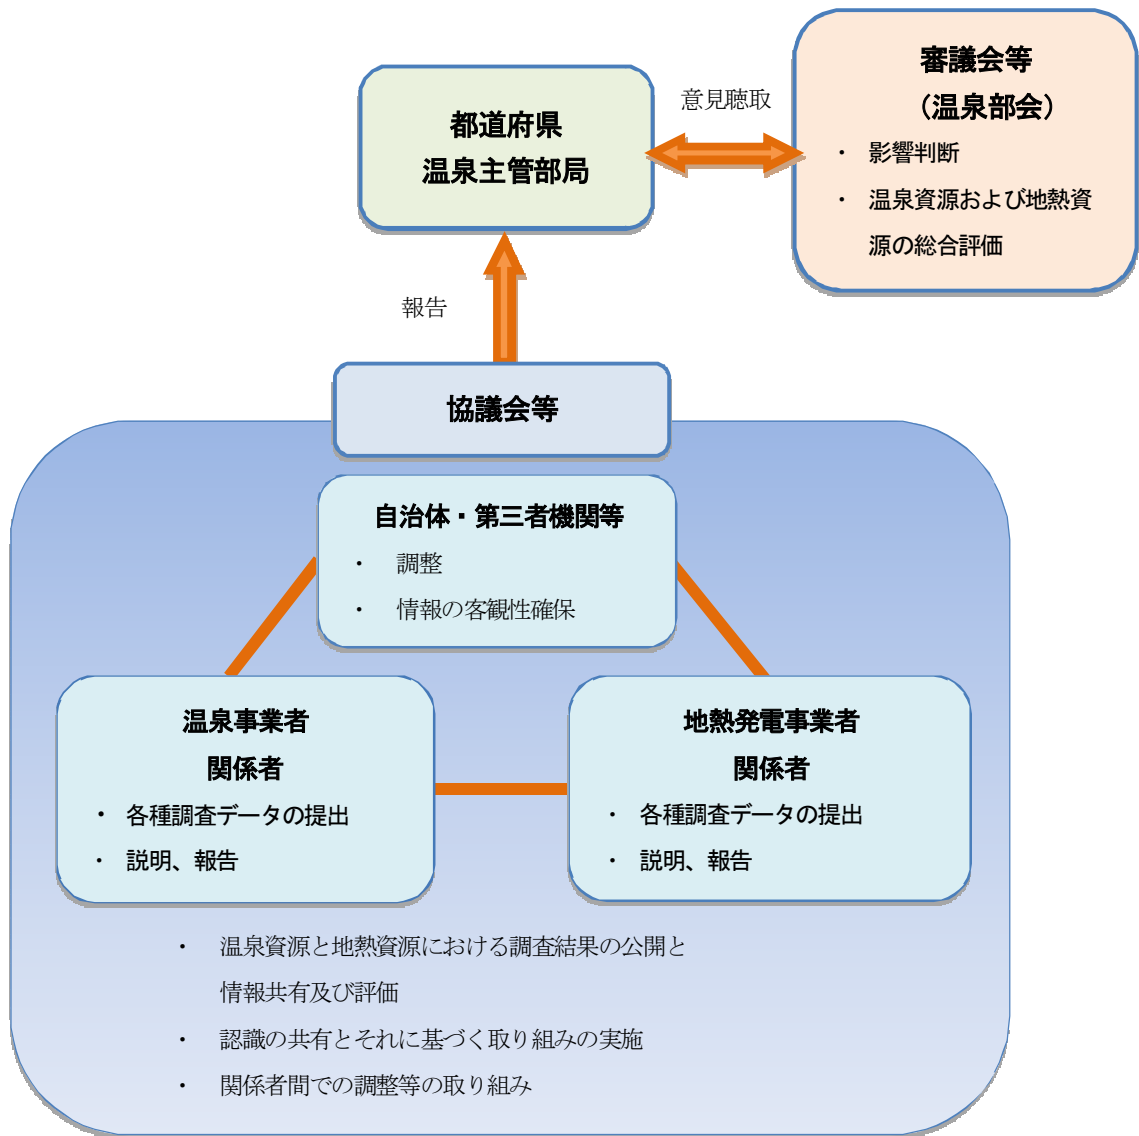 審議会等
（温泉部会）
・ 影響判断
・ 温泉資源および地熱資
源の総合評価
意見聴取
都道府県
温泉主管部局
報告
協議会等
自治体・第三者機関等
・ 調整
・ 情報の客観性確保
温泉事業者
関係者
・ 各種調査データの提出
・ 説明、報告
地熱発電事業者
関係者
・ 各種調査データの提出
・ 説明、報告
・ 温泉資源と地熱資源における調査結果の公開と
情報共有及び評価
・ 認識の共有とそれに基づく取り組みの実施
・ 関係者間での調整等の取り組み